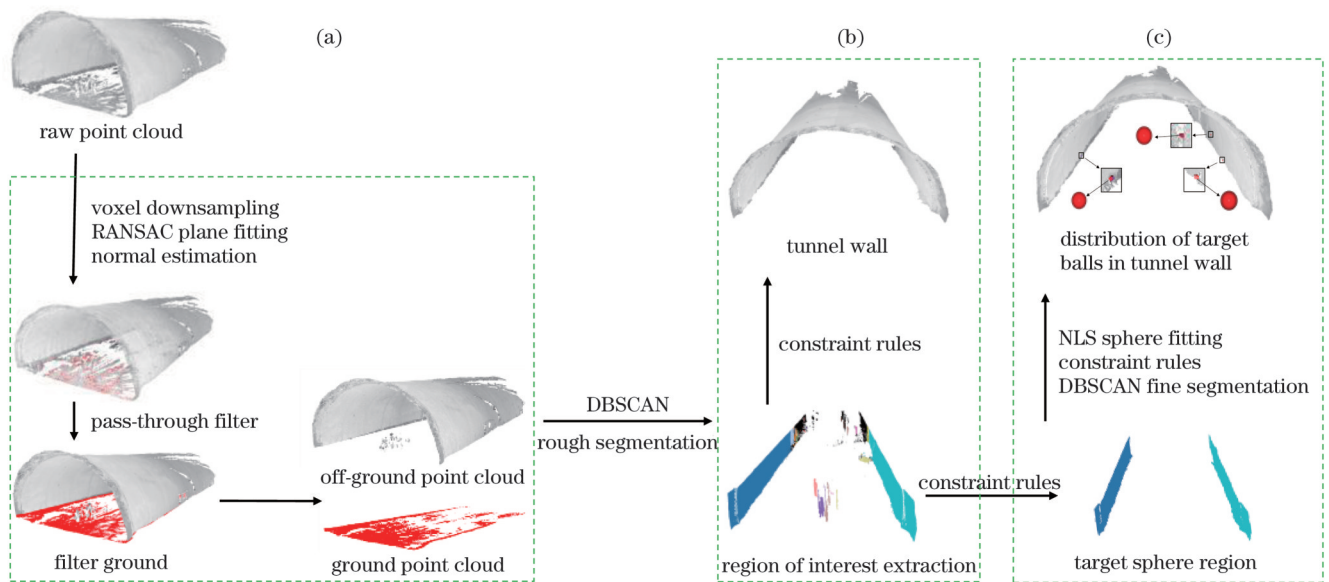 (a)
raw point cloud
voxel downsampling
RANSAC plane fitting
normal estimation
pass-through filter
filter ground
off-ground point cloud
ground point cloud
DBSCAN
rough segmentation
(b)
tunnel wall
constraint rules
region of interest extraction
constraint rules
(c)
distribution of target
balls in tunnel wall
NLS sphere fitting
constraint rules
DBSCAN fine segmentation
target sphere region